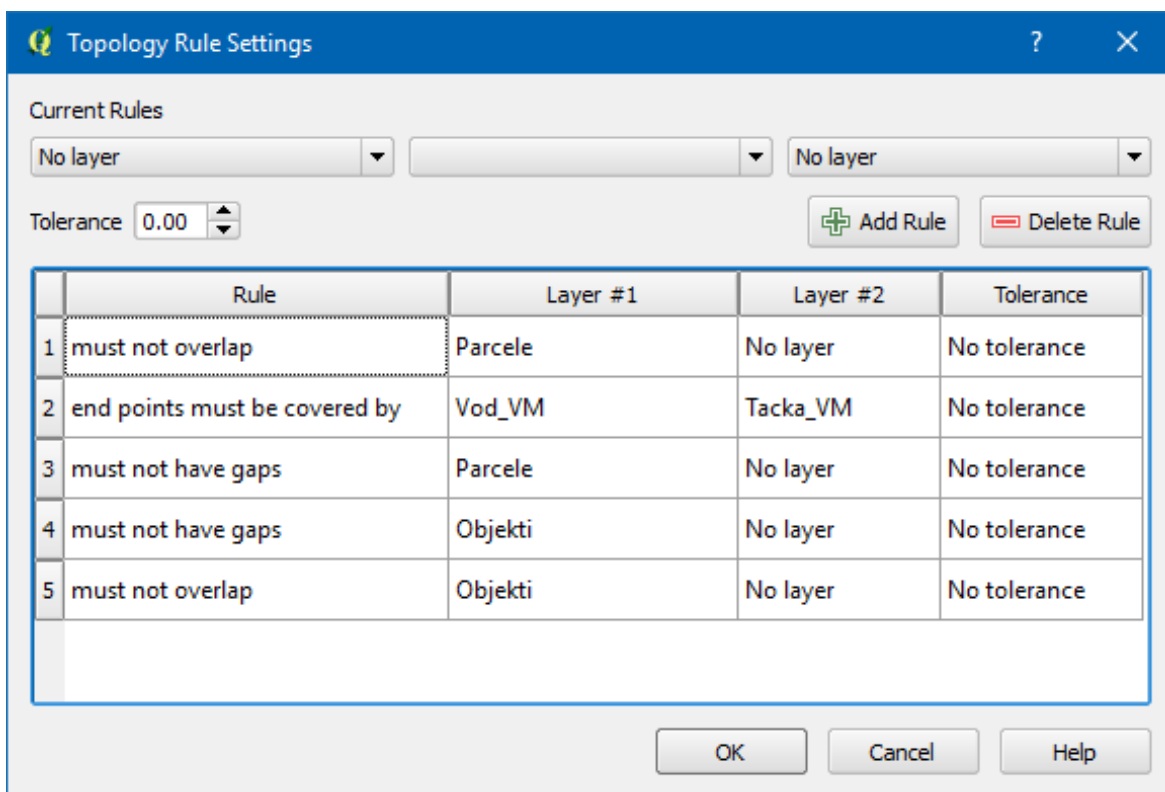 Topology Rule Settings ?
Current Rules
No layer No layer
Tolerance 0.00 Add Rule Delete Rule
Rule Layer #1 Layer #2 Tolerance
1 must not overlap Parcele No layer No tolerance
2 end points must be covered by Vod_VM Tacka_VM No tolerance
3 must not have gaps Parcele No layer No tolerance
4 must not have gaps Objekti No layer No tolerance
5 must not overlap Objekti No layer No tolerance
OK Cancel Help